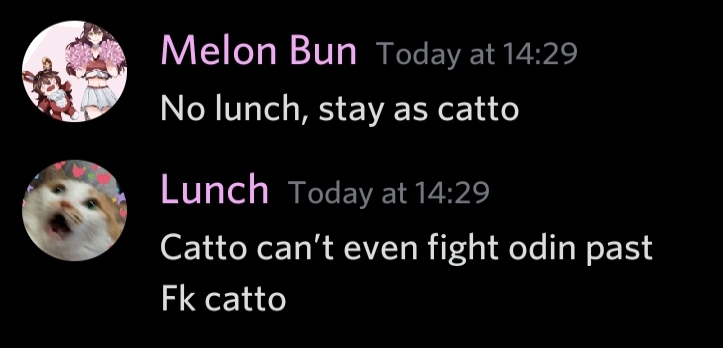 Melon Bun Today at 14:29
No lunch, stay as catto
Lunch Today at 14:29
Catto can't even fight odin past
Fk catto